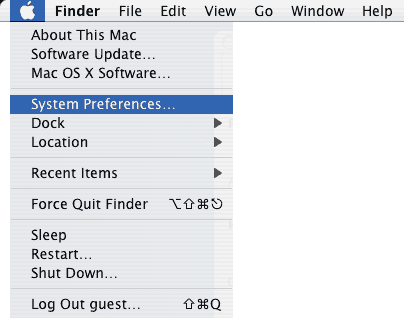 Finder File Edit View Go Window Help
About This Mac
Software Update...
Mac OS X Software...
System Preferences...
Dock
Location
Recent Items
Force Quit Finder ⌥⇧⌘⎋
Sleep
Restart...
Shut Down...
Log Out guest... ⇧⌘Q